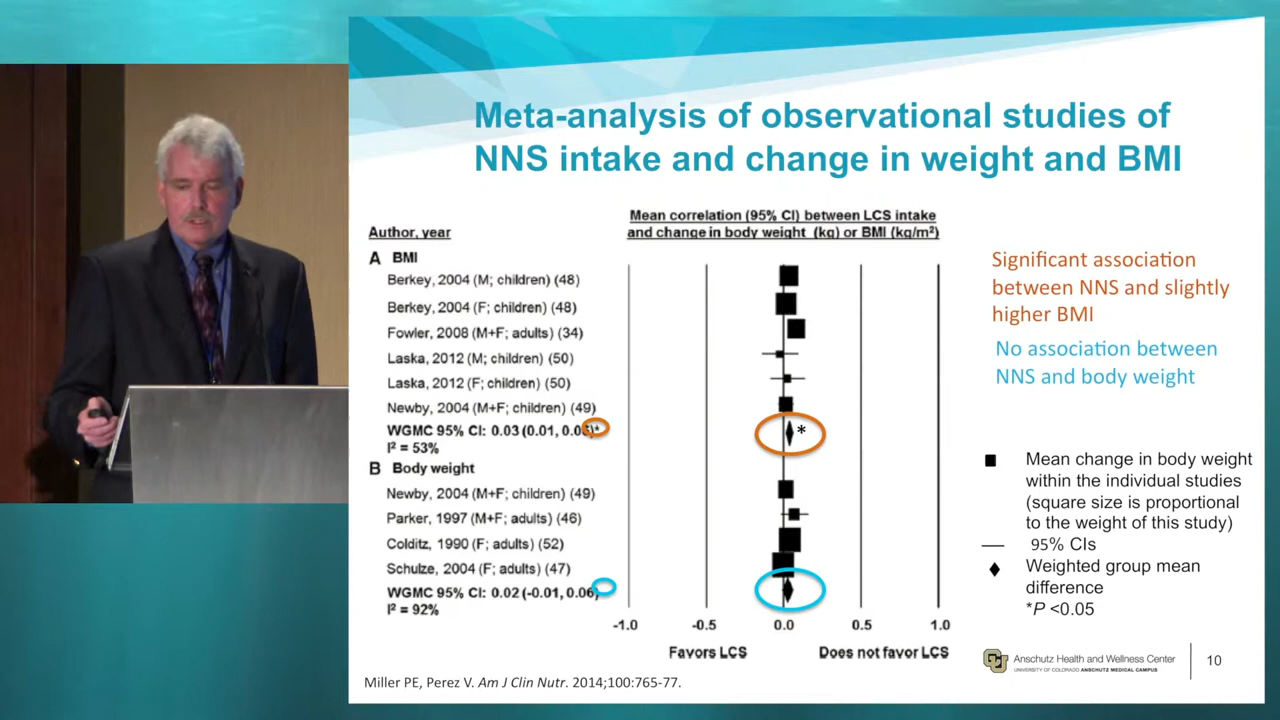 Meta-analysis of observational studies of
NNS intake and change in weight and BMI
Mean correlation (95% CI) between LCS intake
and change in body weight (kg) or BMI (kg/m²)
Author, year
A BMI
Berkey, 2004 (M; children) (48)
Berkey, 2004 (F; children) (48)
Fowler, 2008 (M+F; adults) (34)
Laska, 2012 (M; children) (50)
Laska, 2012 (F; children) (50)
Newby, 2004 (M+F; children) (49)
WGMC 95% CI: 0.03 (0.01, 0.06)*
*
I² = 53%
B Body weight
Newby, 2004 (M+F; children) (49)
Parker, 1997 (M+F; adults) (46)
Colditz, 1990 (F; adults) (52)
Schulze, 2004 (F; adults) (47)
WGMC 95% CI: 0.02 (-0.01, 0.06)
I² = 92%
-1.0 -0.5 0.0 0.5 1.0
Favors LCS Does not favor LCS
Significant association
between NNS and slightly
higher BMI
No association between
NNS and body weight
Mean change in body weight
within the individual studies
(square size is proportional
to the weight of this study)
95% CIs
Weighted group mean
difference
*P <0.05
Miller PE, Perez V. Am J Clin Nutr. 2014;100:765-77.
CU
Anschutz Health and Wellness Center
UNIVERSITY OF COLORADO ANSCHUTZ MEDICAL CAMPUS
10